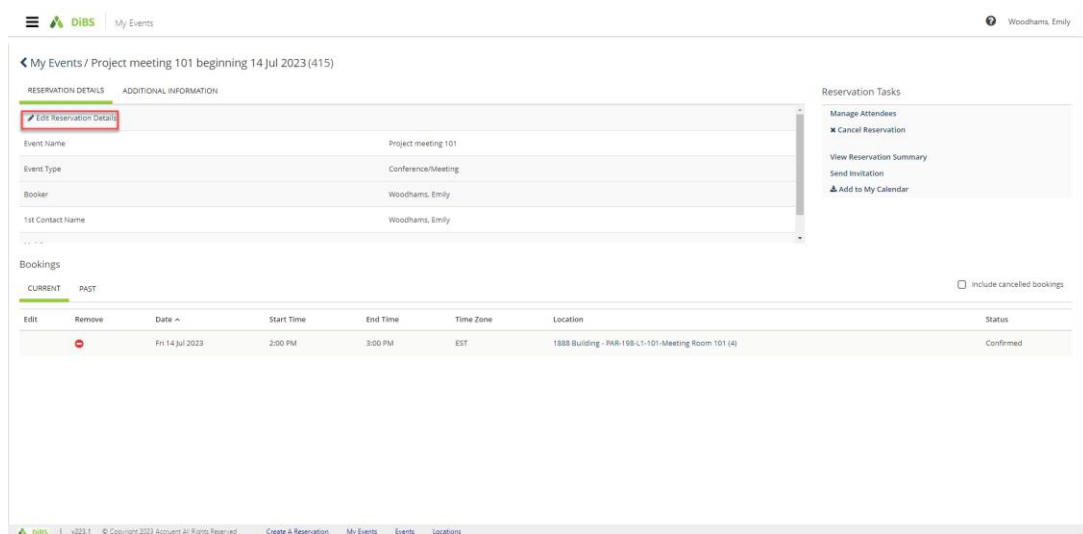 DiBS My Events Woodhams, Emily
My Events / Project meeting 101 beginning 14 Jul 2023 (415)
RESERVATION DETAILS ADDITIONAL INFORMATION
Edit Reservation Details
Event Name Project meeting 101
Event Type Conference/Meeting
Booker Woodhams, Emily
1st Contact Name Woodhams, Emily
Reservation Tasks
Manage Attendees
Cancel Reservation
View Reservation Summary
Send Invitation
Add to My Calendar
Bookings
CURRENT PAST
Include cancelled bookings
Edit Remove Date Start Time End Time Time Zone Location Status
Fri 14 Jul 2023 2:00 PM 3:00 PM EST 1888 Building - PAR-198-L1-101-Meeting Room 101 (4) Confirmed
DiBS | v223.1 © Copyright 2023 Accruent All Rights Reserved Create A Reservation My Events Events Locations